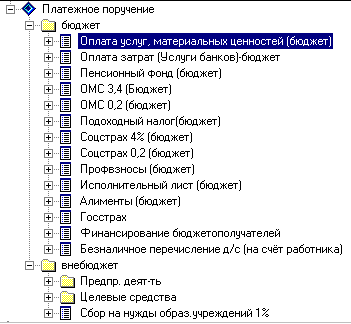 Платежное поручение
бюджет
Оплата услуг, материальных ценностей (бюджет)
Оплата затрат (Услуги банков)-бюджет
Пенсионный фонд (бюджет)
ОМС 3,4 (Бюджет)
ОМС 0,2 (бюджет)
Подоходный налог(бюджет)
Соцстрах 4% (бюджет)
Соцстрах 0,2 (бюджет)
Профвзносы (бюджет)
Исполнительный лист (бюджет)
Алименты (бюджет)
Госстрах
Финансирование бюджетополучателей
Безналичное перечисление д/с (на счёт работника)
внебюджет
Предпр. деят-ть
Целевые средства
Сбор на нужды образ.учреждений 1%